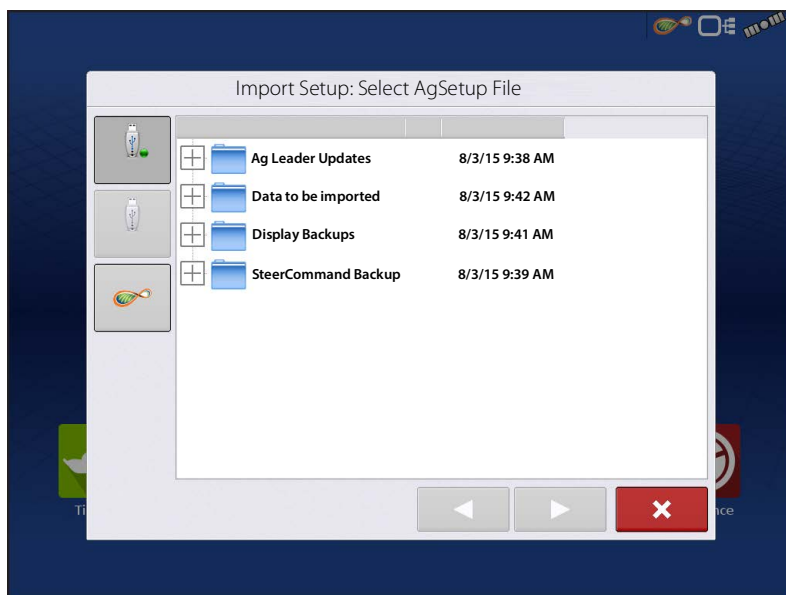 Import Setup: Select AgSetup File
Ag Leader Updates 8/3/15 9:38 AM
Data to be imported 8/3/15 9:42 AM
Display Backups 8/3/15 9:41 AM
SteerCommand Backup 8/3/15 9:39 AM
Ti
nce